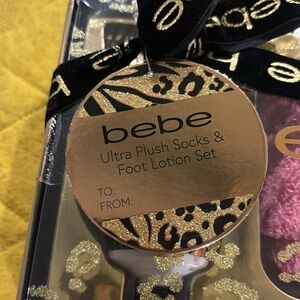 bebe
Ultra Plush Socks &
Foot Lotion Set
TO:
FROM: